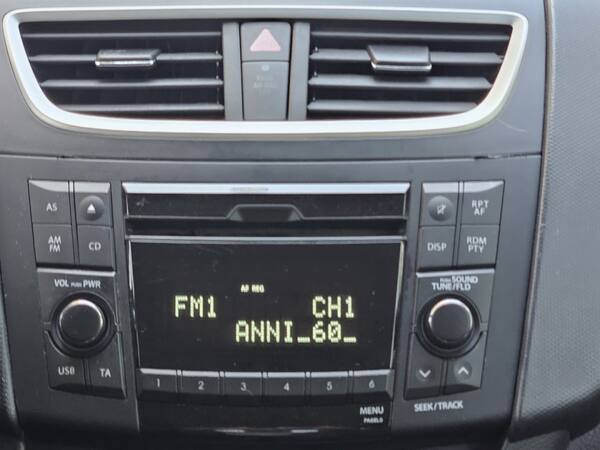 AS
RPT
AF
AM
FM
CD
DISP
RDM
PTY
VOL PUSH PWR
PUSH SOUND
TUNE/FLD
AF REG
FM1 CH1
ANNI_60_
USB TA
1 2 3 4 5 6
SEEK/TRACK
MENU